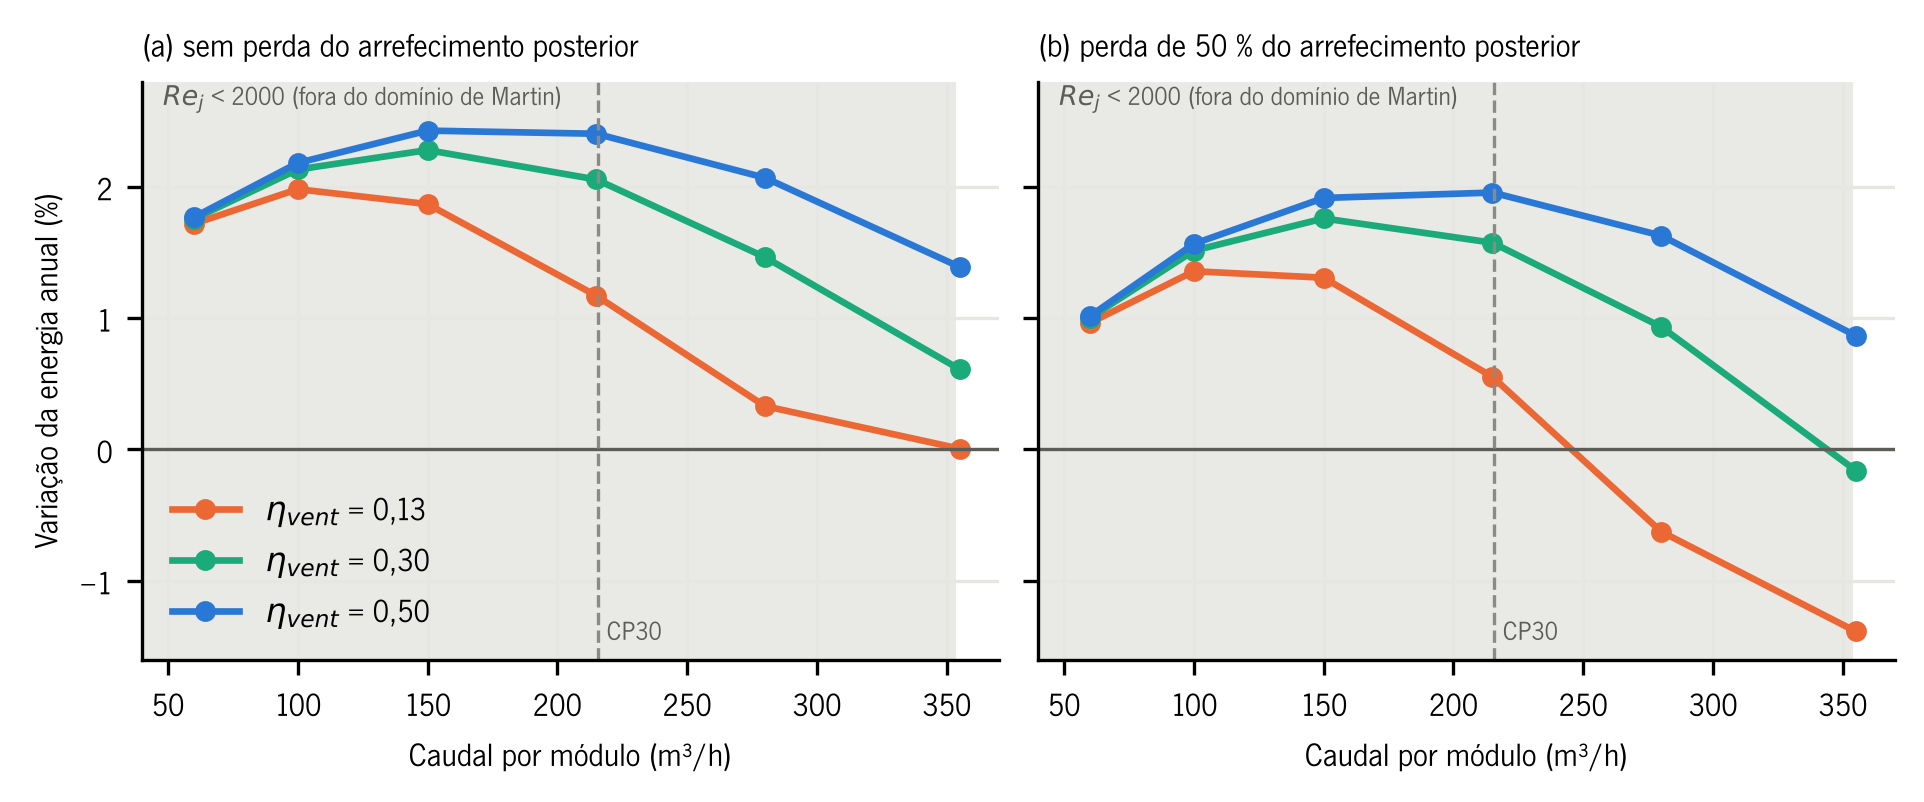 (a) sem perda do arrefecimento posterior
(b) perda de 50 % do arrefecimento posterior
Re_j < 2000 (fora do domínio de Martin)
Re_j < 2000 (fora do domínio de Martin)
Variação da energia anual (%)
2
1
0
−1
η_vent = 0,13
η_vent = 0,30
η_vent = 0,50
CP30
CP30
50 100 150 200 250 300 350
50 100 150 200 250 300 350
Caudal por módulo (m³/h)
Caudal por módulo (m³/h)